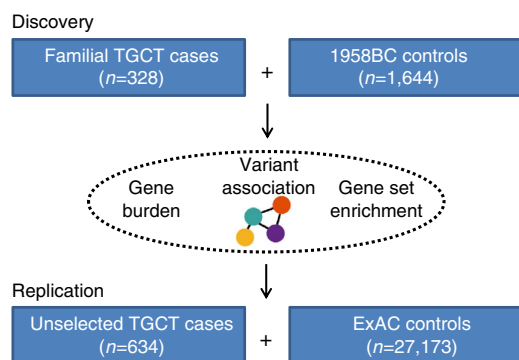 Discovery
Familial TGCT cases
(n=328)
+
1958BC controls
(n=1,644)
Gene
burden
Variant
association
Gene set
enrichment
Replication
Unselected TGCT cases
(n=634)
+
ExAC controls
(n=27,173)